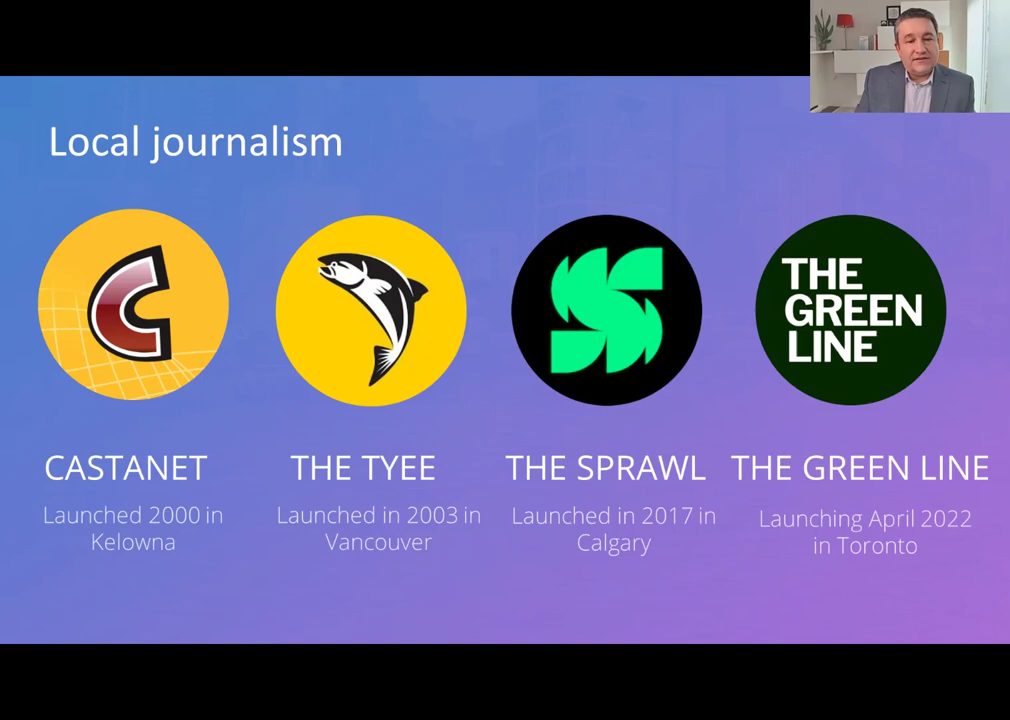 Local journalism
THE
GREEN
LINE
CASTANET
Launched 2000 in
Kelowna
THE TYEE
Launched in 2003 in
Vancouver
THE SPRAWL
Launched in 2017 in
Calgary
THE GREEN LINE
Launching April 2022
in Toronto